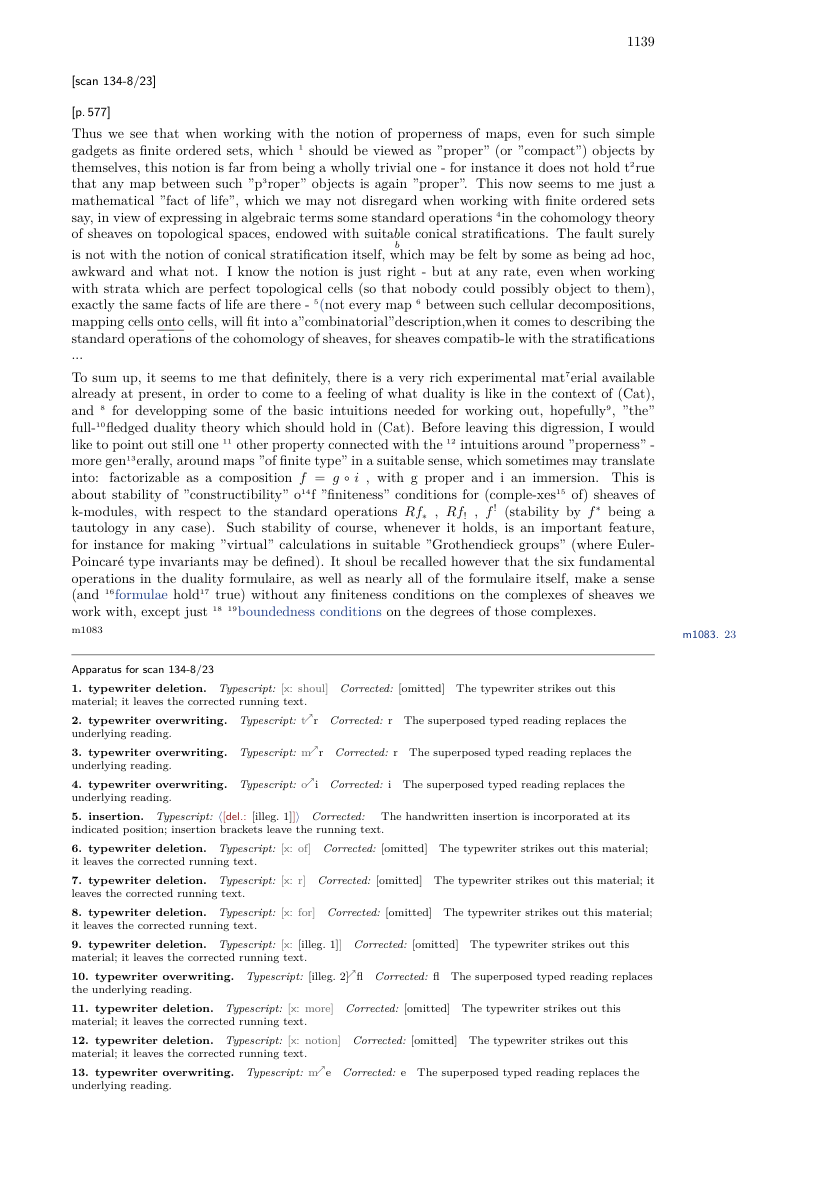 1139
[scan 134-8/23]
[p. 577]
Thus we see that when working with the notion of properness of maps, even for such simple
gadgets as finite ordered sets, which ¹ should be viewed as ”proper” (or ”compact”) objects by
themselves, this notion is far from being a wholly trivial one - for instance it does not hold t²rue
that any map between such ”p³roper” objects is again ”proper”. This now seems to me just a
mathematical ”fact of life”, which we may not disregard when working with finite ordered sets
say, in view of expressing in algebraic terms some standard operations ⁴in the cohomology theory
of sheaves on topological spaces, endowed with suitable conical stratifications. The fault surely
b
b
is not with the notion of conical stratification itself, which may be felt by some as being ad hoc,
awkward and what not. I know the notion is just right - but at any rate, even when working
with strata which are perfect topological cells (so that nobody could possibly object to them),
exactly the same facts of life are there - ⁵(not every map ⁶ between such cellular decompositions,
mapping cells onto cells, will fit into a”combinatorial”description,when it comes to describing the
standard operations of the cohomology of sheaves, for sheaves compatib-le with the stratifications
...
To sum up, it seems to me that definitely, there is a very rich experimental mat⁷erial available
already at present, in order to come to a feeling of what duality is like in the context of (Cat),
and ⁸ for developping some of the basic intuitions needed for working out, hopefully⁹, ”the”
full-¹⁰fledged duality theory which should hold in (Cat). Before leaving this digression, I would
like to point out still one ¹¹ other property connected with the ¹² intuitions around ”properness” -
more gen¹³erally, around maps ”of finite type” in a suitable sense, which sometimes may translate
into: factorizable as a composition f = g ∘ i , with g proper and i an immersion. This is
about stability of ”constructibility” o¹⁴f ”finiteness” conditions for (comple-xes¹⁵ of) sheaves of
k-modules, with respect to the standard operations Rf_* , Rf_! , f^! (stability by f^* being a
tautology in any case). Such stability of course, whenever it holds, is an important feature,
for instance for making ”virtual” calculations in suitable ”Grothendieck groups” (where Euler-
Poincaré type invariants may be defined). It shoul be recalled however that the six fundamental
operations in the duality formulaire, as well as nearly all of the formulaire itself, make a sense
(and ¹⁶formulae hold¹⁷ true) without any finiteness conditions on the complexes of sheaves we
work with, except just ¹⁸ ¹⁹boundedness conditions on the degrees of those complexes.
m1083
m1083. 23
Apparatus for scan 134-8/23
1. typewriter deletion. Typescript: [x: shoul] Corrected: [omitted] The typewriter strikes out this
material; it leaves the corrected running text.
2. typewriter overwriting. Typescript: t↗r Corrected: r The superposed typed reading replaces the
underlying reading.
3. typewriter overwriting. Typescript: m↗r Corrected: r The superposed typed reading replaces the
underlying reading.
4. typewriter overwriting. Typescript: o↗i Corrected: i The superposed typed reading replaces the
underlying reading.
5. insertion. Typescript: ⟨[del.: [illeg. 1]]⟩ Corrected: The handwritten insertion is incorporated at its
indicated position; insertion brackets leave the running text.
6. typewriter deletion. Typescript: [x: of] Corrected: [omitted] The typewriter strikes out this material;
it leaves the corrected running text.
7. typewriter deletion. Typescript: [x: r] Corrected: [omitted] The typewriter strikes out this material; it
leaves the corrected running text.
8. typewriter deletion. Typescript: [x: for] Corrected: [omitted] The typewriter strikes out this material;
it leaves the corrected running text.
9. typewriter deletion. Typescript: [x: [illeg. 1]] Corrected: [omitted] The typewriter strikes out this
material; it leaves the corrected running text.
10. typewriter overwriting. Typescript: [illeg. 2]↗fl Corrected: fl The superposed typed reading replaces
the underlying reading.
11. typewriter deletion. Typescript: [x: more] Corrected: [omitted] The typewriter strikes out this
material; it leaves the corrected running text.
12. typewriter deletion. Typescript: [x: notion] Corrected: [omitted] The typewriter strikes out this
material; it leaves the corrected running text.
13. typewriter overwriting. Typescript: m↗e Corrected: e The superposed typed reading replaces the
underlying reading.